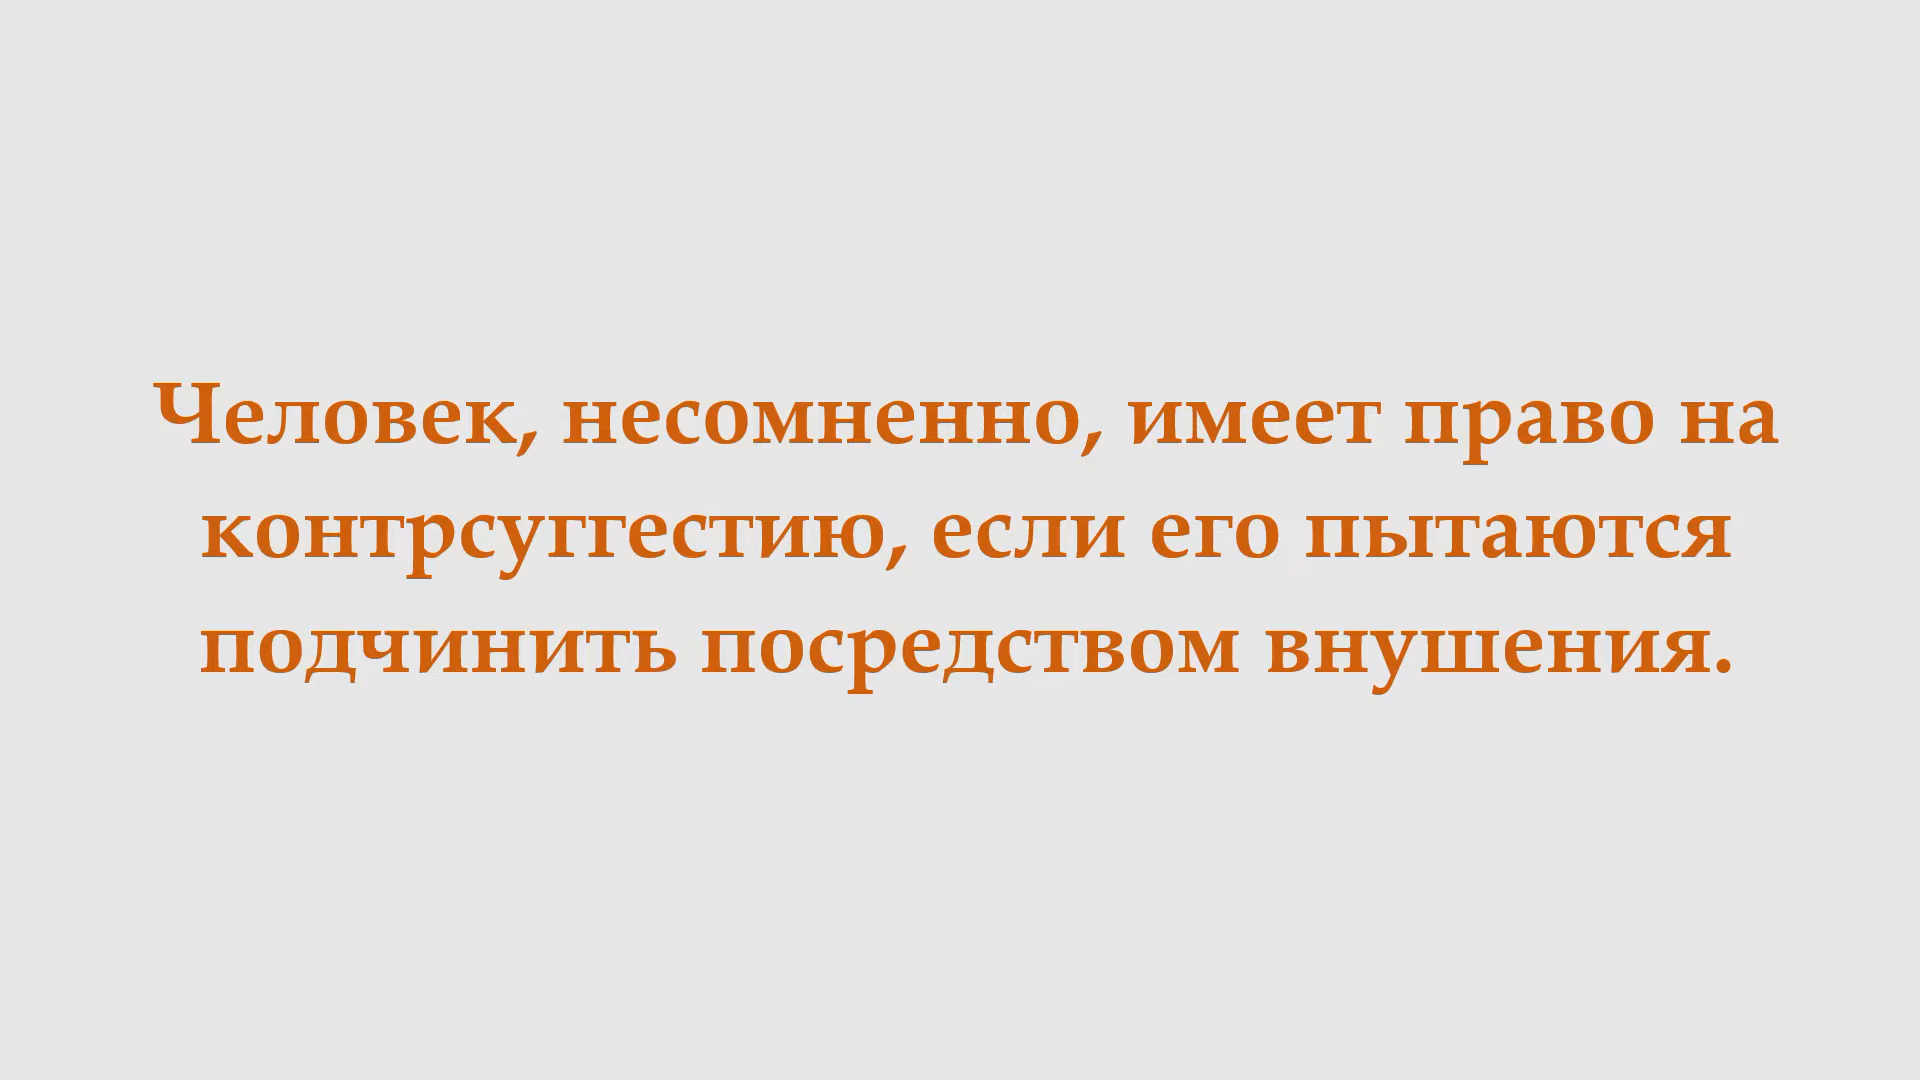 Человек, несомненно, имеет право на
контрсуггестию, если его пытаются
подчинить посредством внушения.